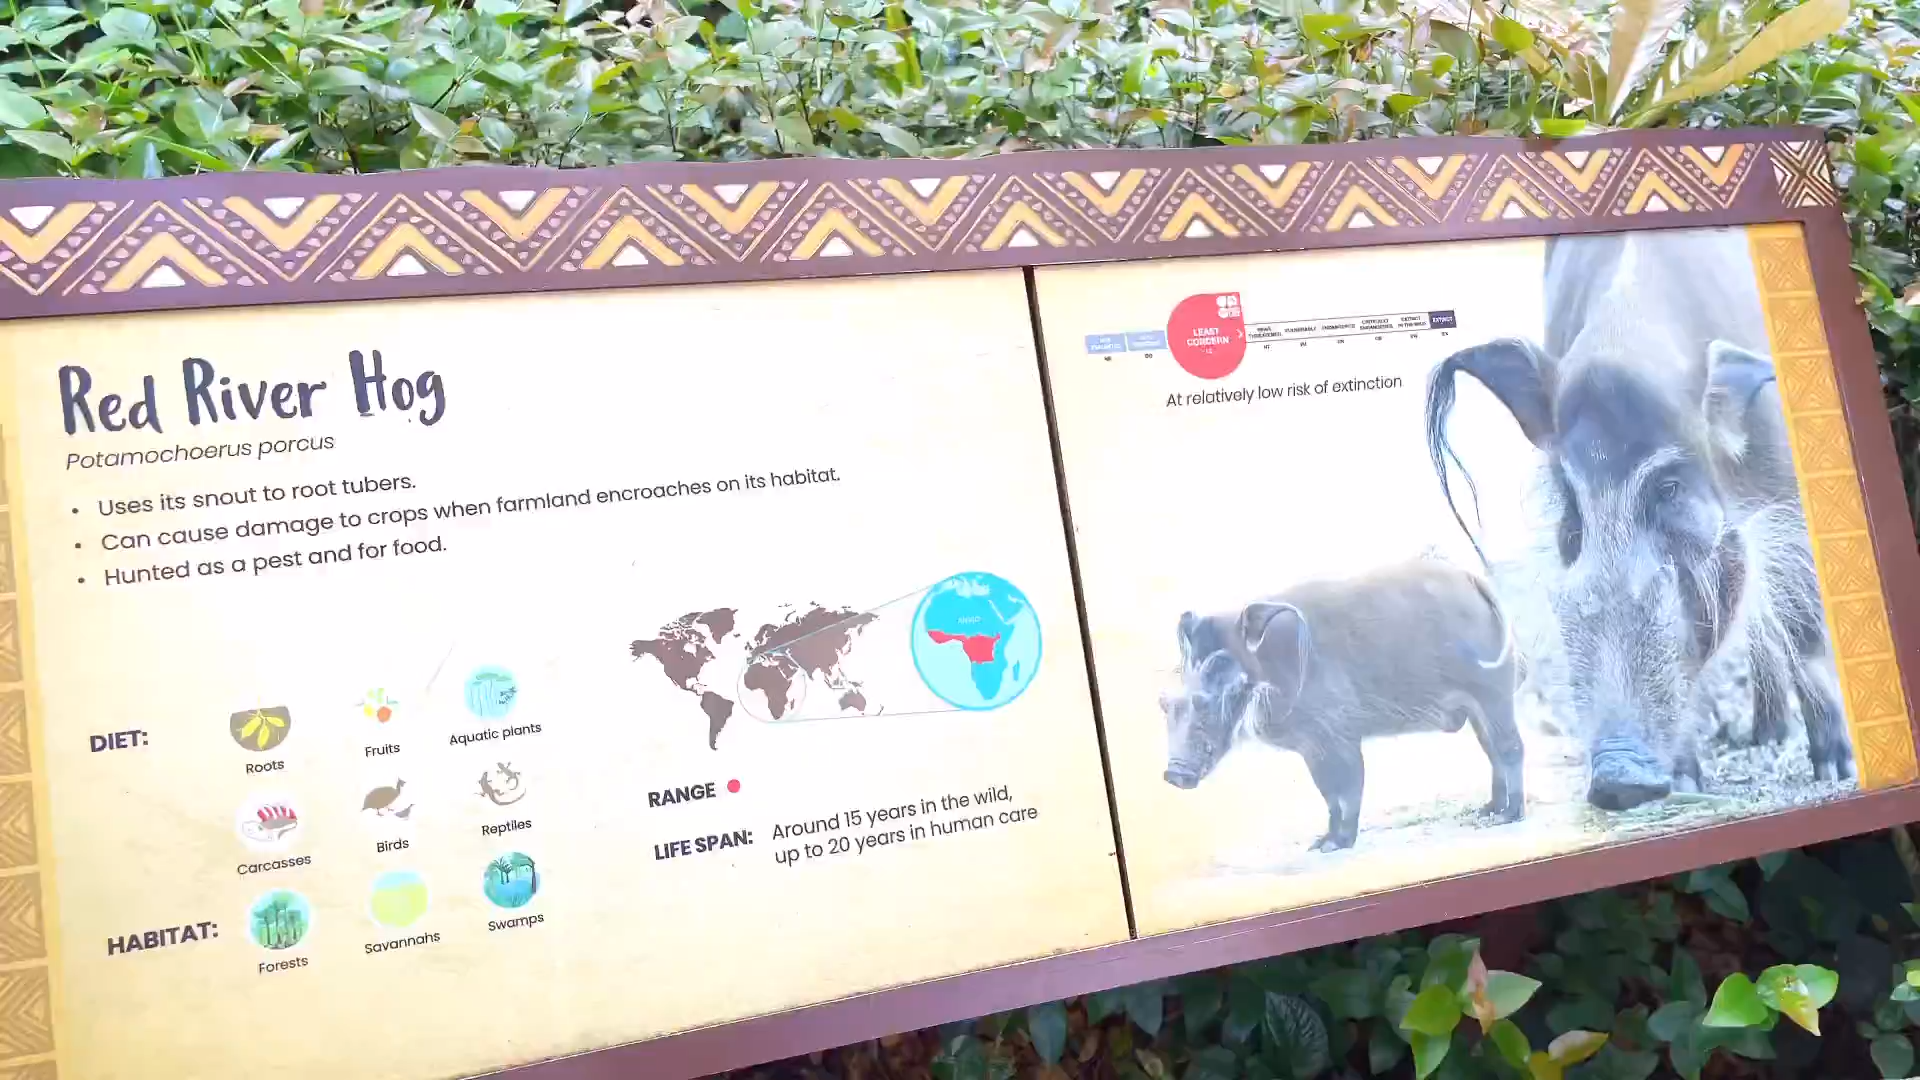 Red River Hog
Potamochoerus porcus
• Uses its snout to root tubers.
• Can cause damage to crops when farmland encroaches on its habitat.
• Hunted as a pest and for food.
DIET:
Roots
Fruits
Aquatic plants
Carcasses
Birds
Reptiles
HABITAT:
Forests
Savannahs
Swamps
RANGE
LIFE SPAN:
Around 15 years in the wild,
up to 20 years in human care
LEAST
CONCERN
EXTINCT
At relatively low risk of extinction